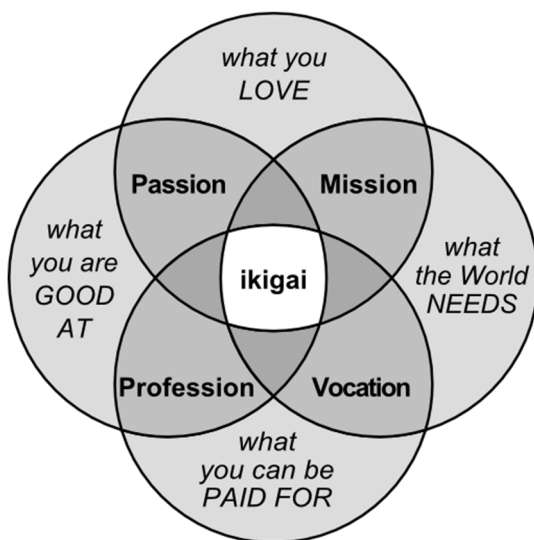 what you
LOVE
Passion
Mission
what
you are
GOOD
AT
ikigai
what
the World
NEEDS
Profession
Vocation
what
you can be
PAID FOR